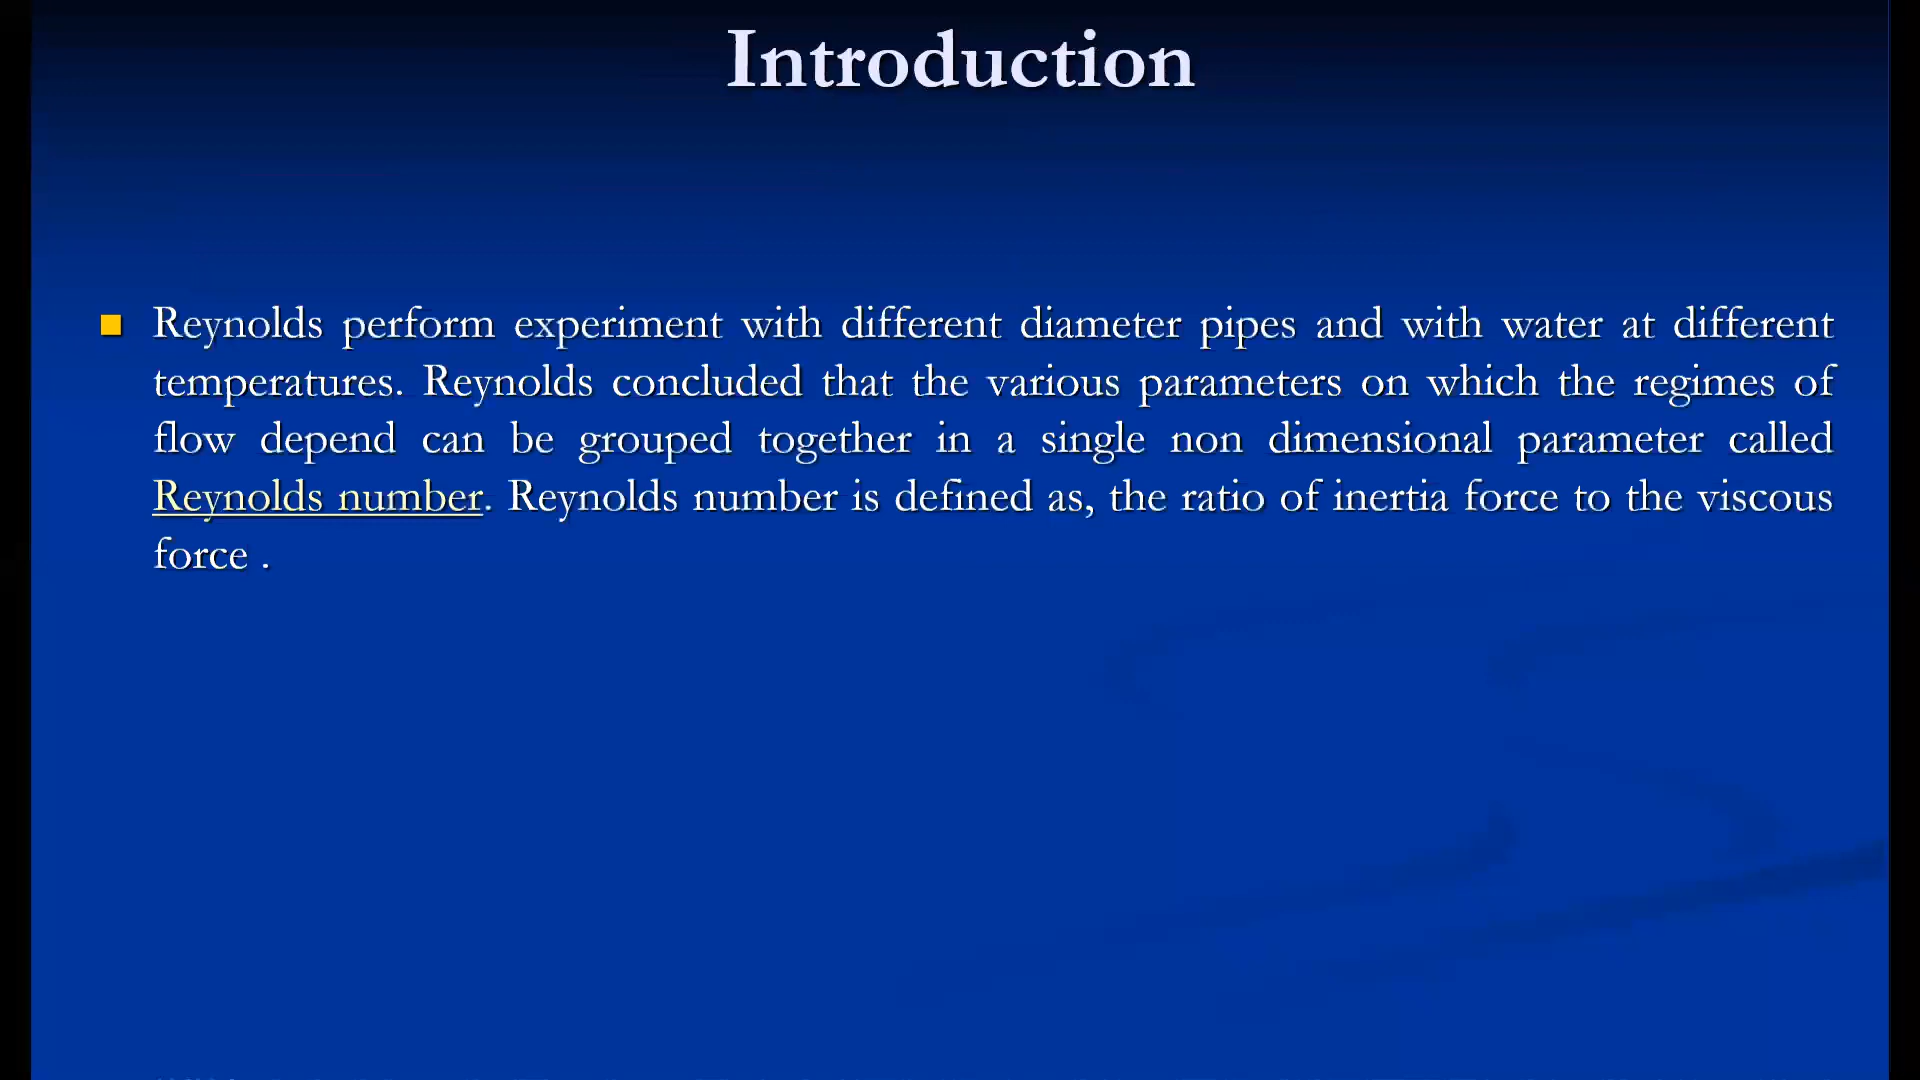 Introduction
Reynolds perform experiment with different diameter pipes and with water at different
temperatures. Reynolds concluded that the various parameters on which the regimes of
flow depend can be grouped together in a single non dimensional parameter called
Reynolds number. Reynolds number is defined as, the ratio of inertia force to the viscous
force .